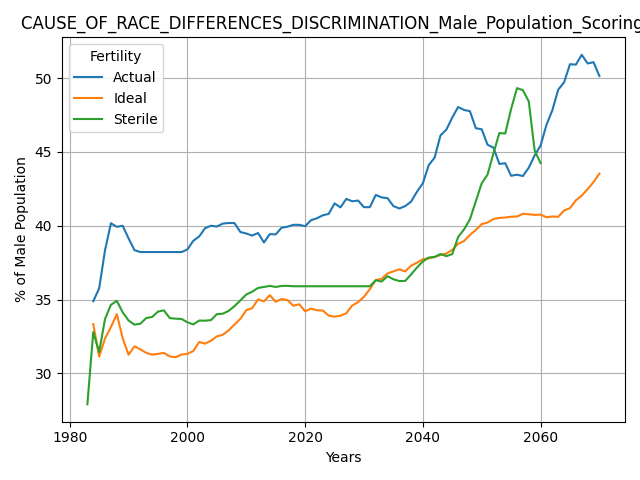 CAUSE_OF_RACE_DIFFERENCES_DISCRIMINATION_Male_Population_Scoring
Fertility
Actual
Ideal
Sterile
% of Male Population
50
45
40
35
30
1980
2000
2020
2040
2060
Years